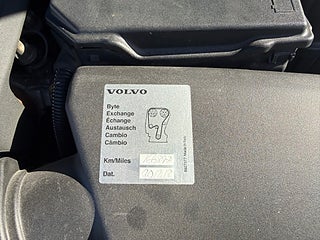 VOLVO
Byte
Exchange
Échange
Austausch
Cambio
Câmbio
Km/Miles
Dat.